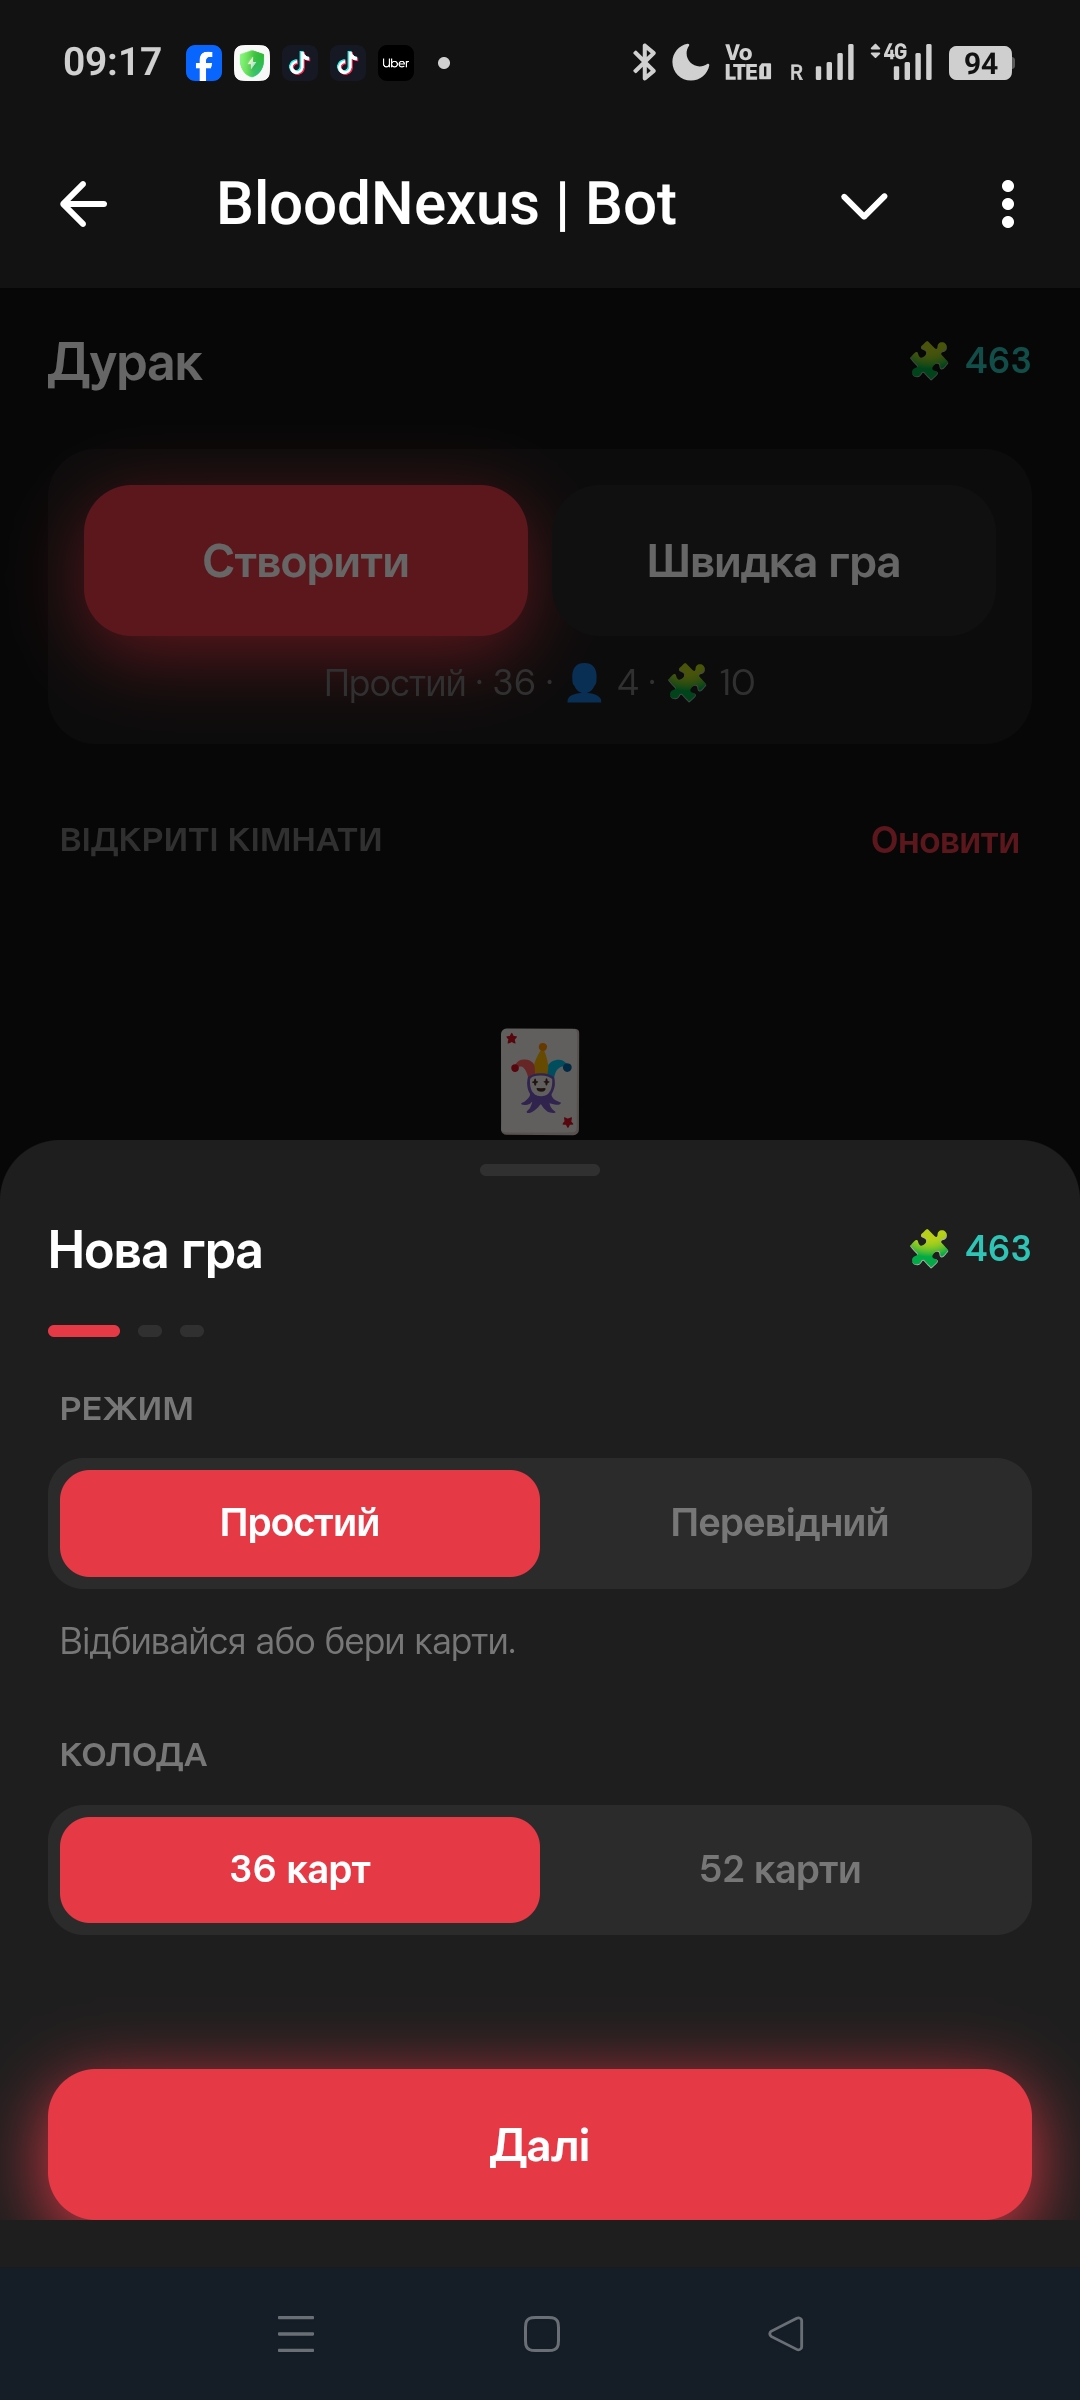 09:17
Uber
Vo LTE
R
4G
94
BloodNexus | Bot
Дурак
463
Створити
Швидка гра
Простий · 36 · 4 · 10
ВІДКРИТІ КІМНАТИ
Оновити
Нова гра
463
РЕЖИМ
Простий
Перевідний
Відбивайся або бери карти.
КОЛОДА
36 карт
52 карти
Далі